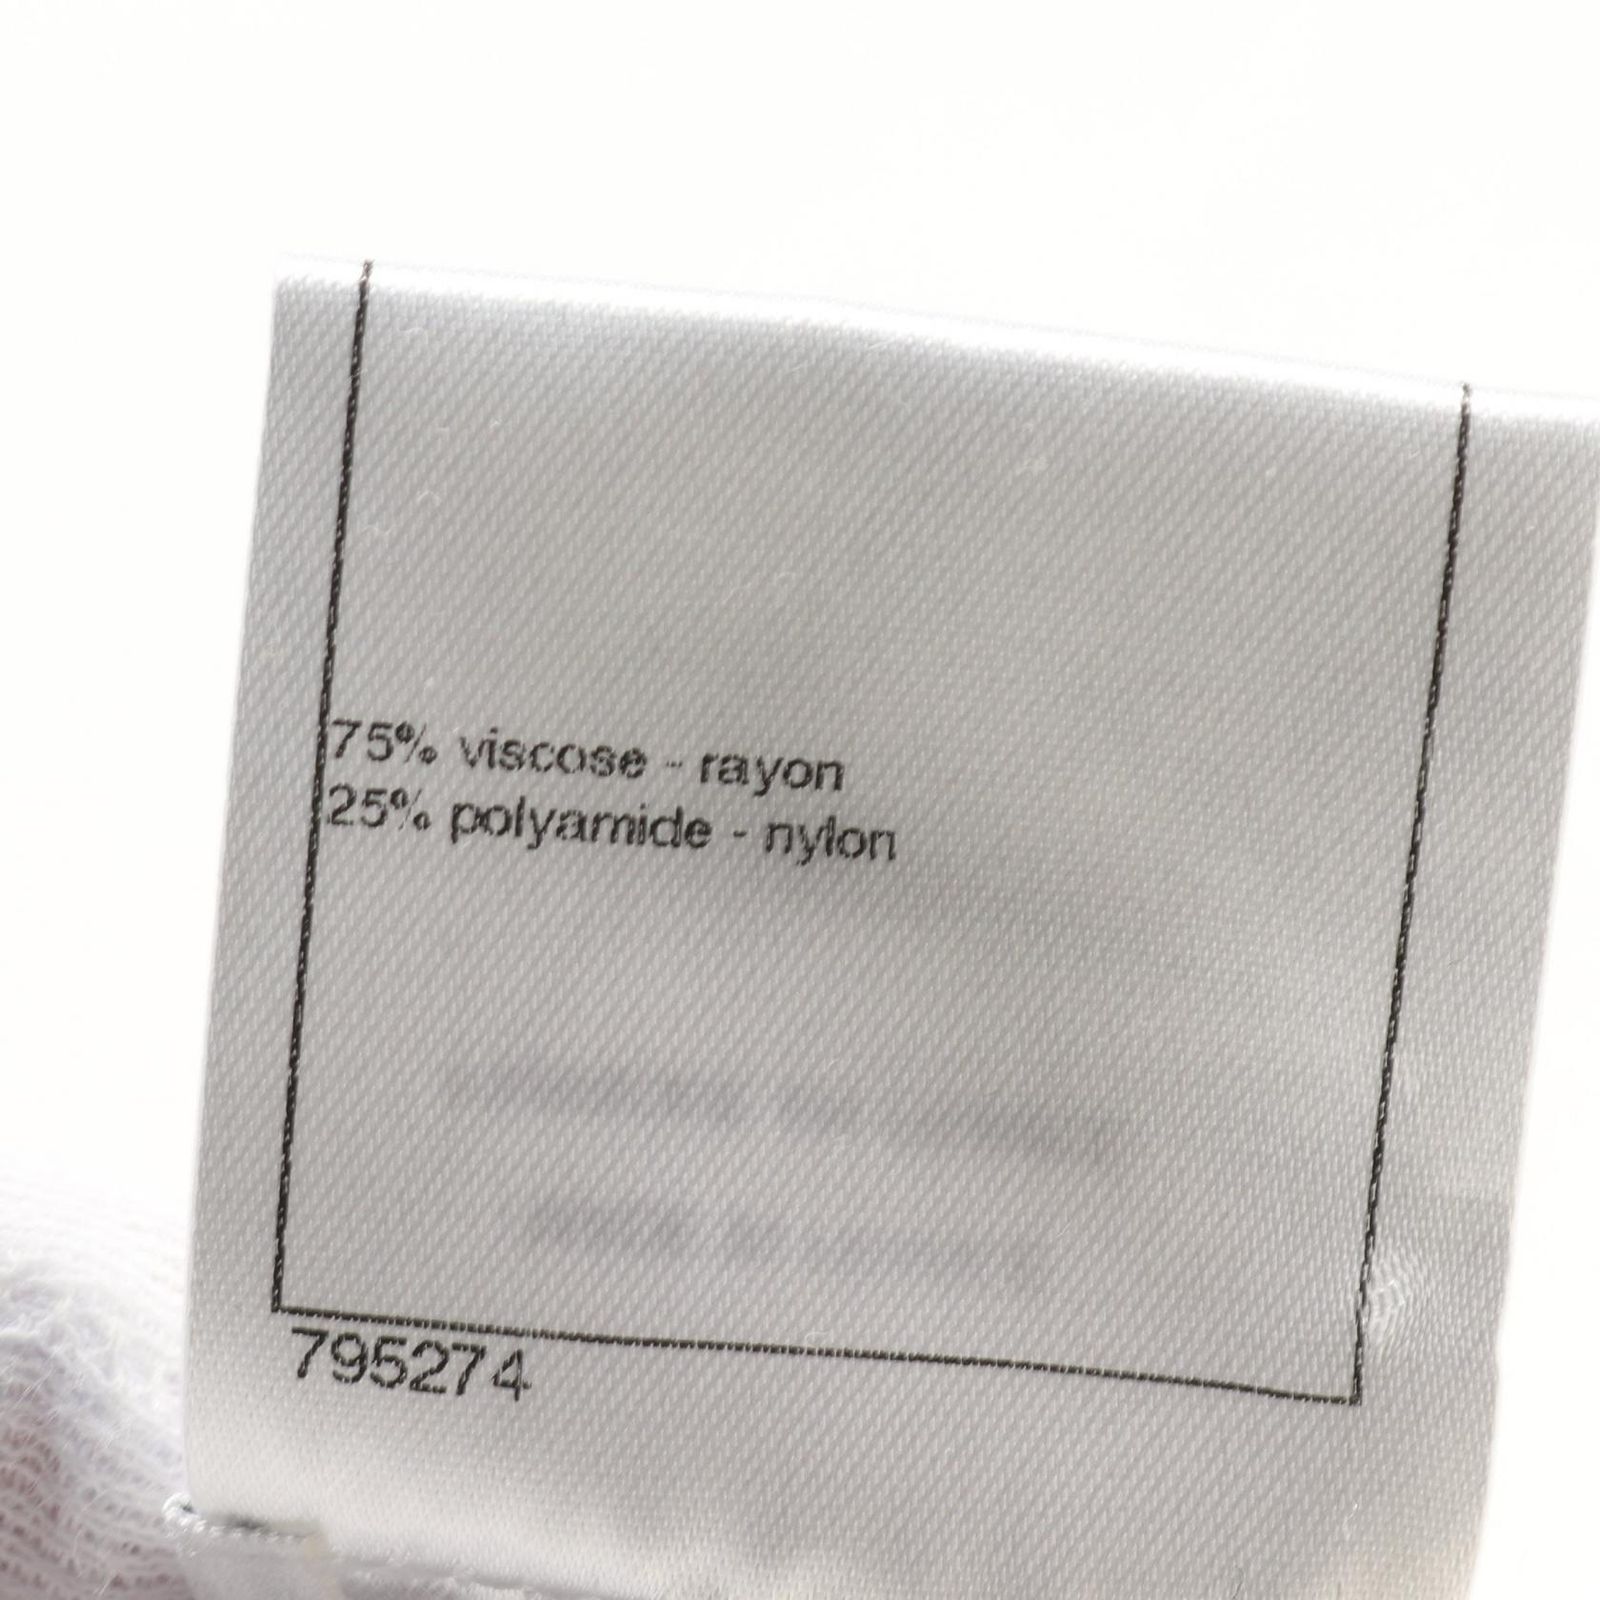 75% viscose - rayon
25% polyamide - nylon
795274